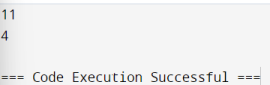 11
4
=== Code Execution Successful ===